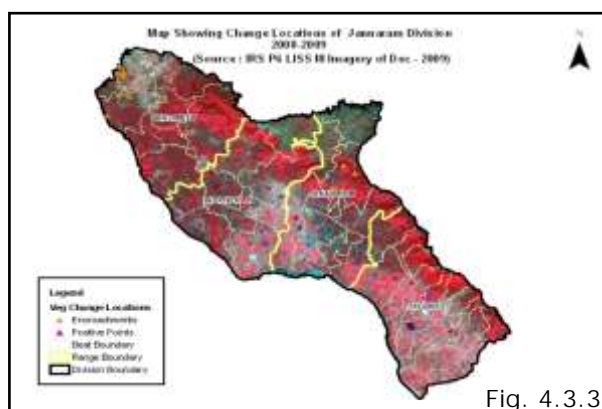 Map Showing Change Locations of Jannaram Division
2008-2009
(Source : IRS P6 LISS III Imagery of Dec - 2009)
Legend
Veg Change Locations
Encroachments
Positive Points
Beat Boundary
Range Boundary
Division Boundary
Fig. 4.3.3